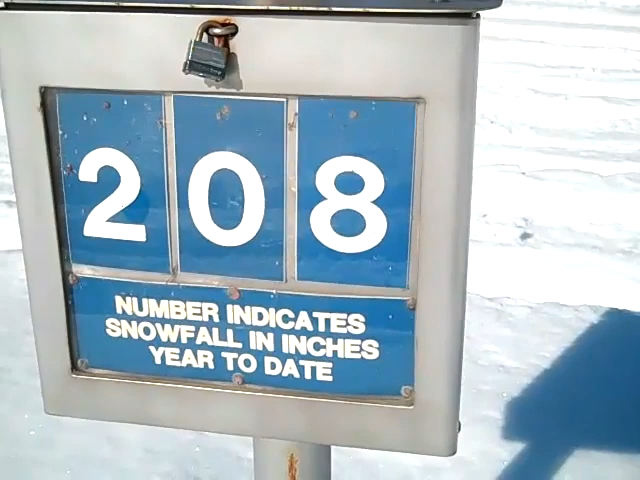 208
NUMBER INDICATES
SNOWFALL IN INCHES
YEAR TO DATE